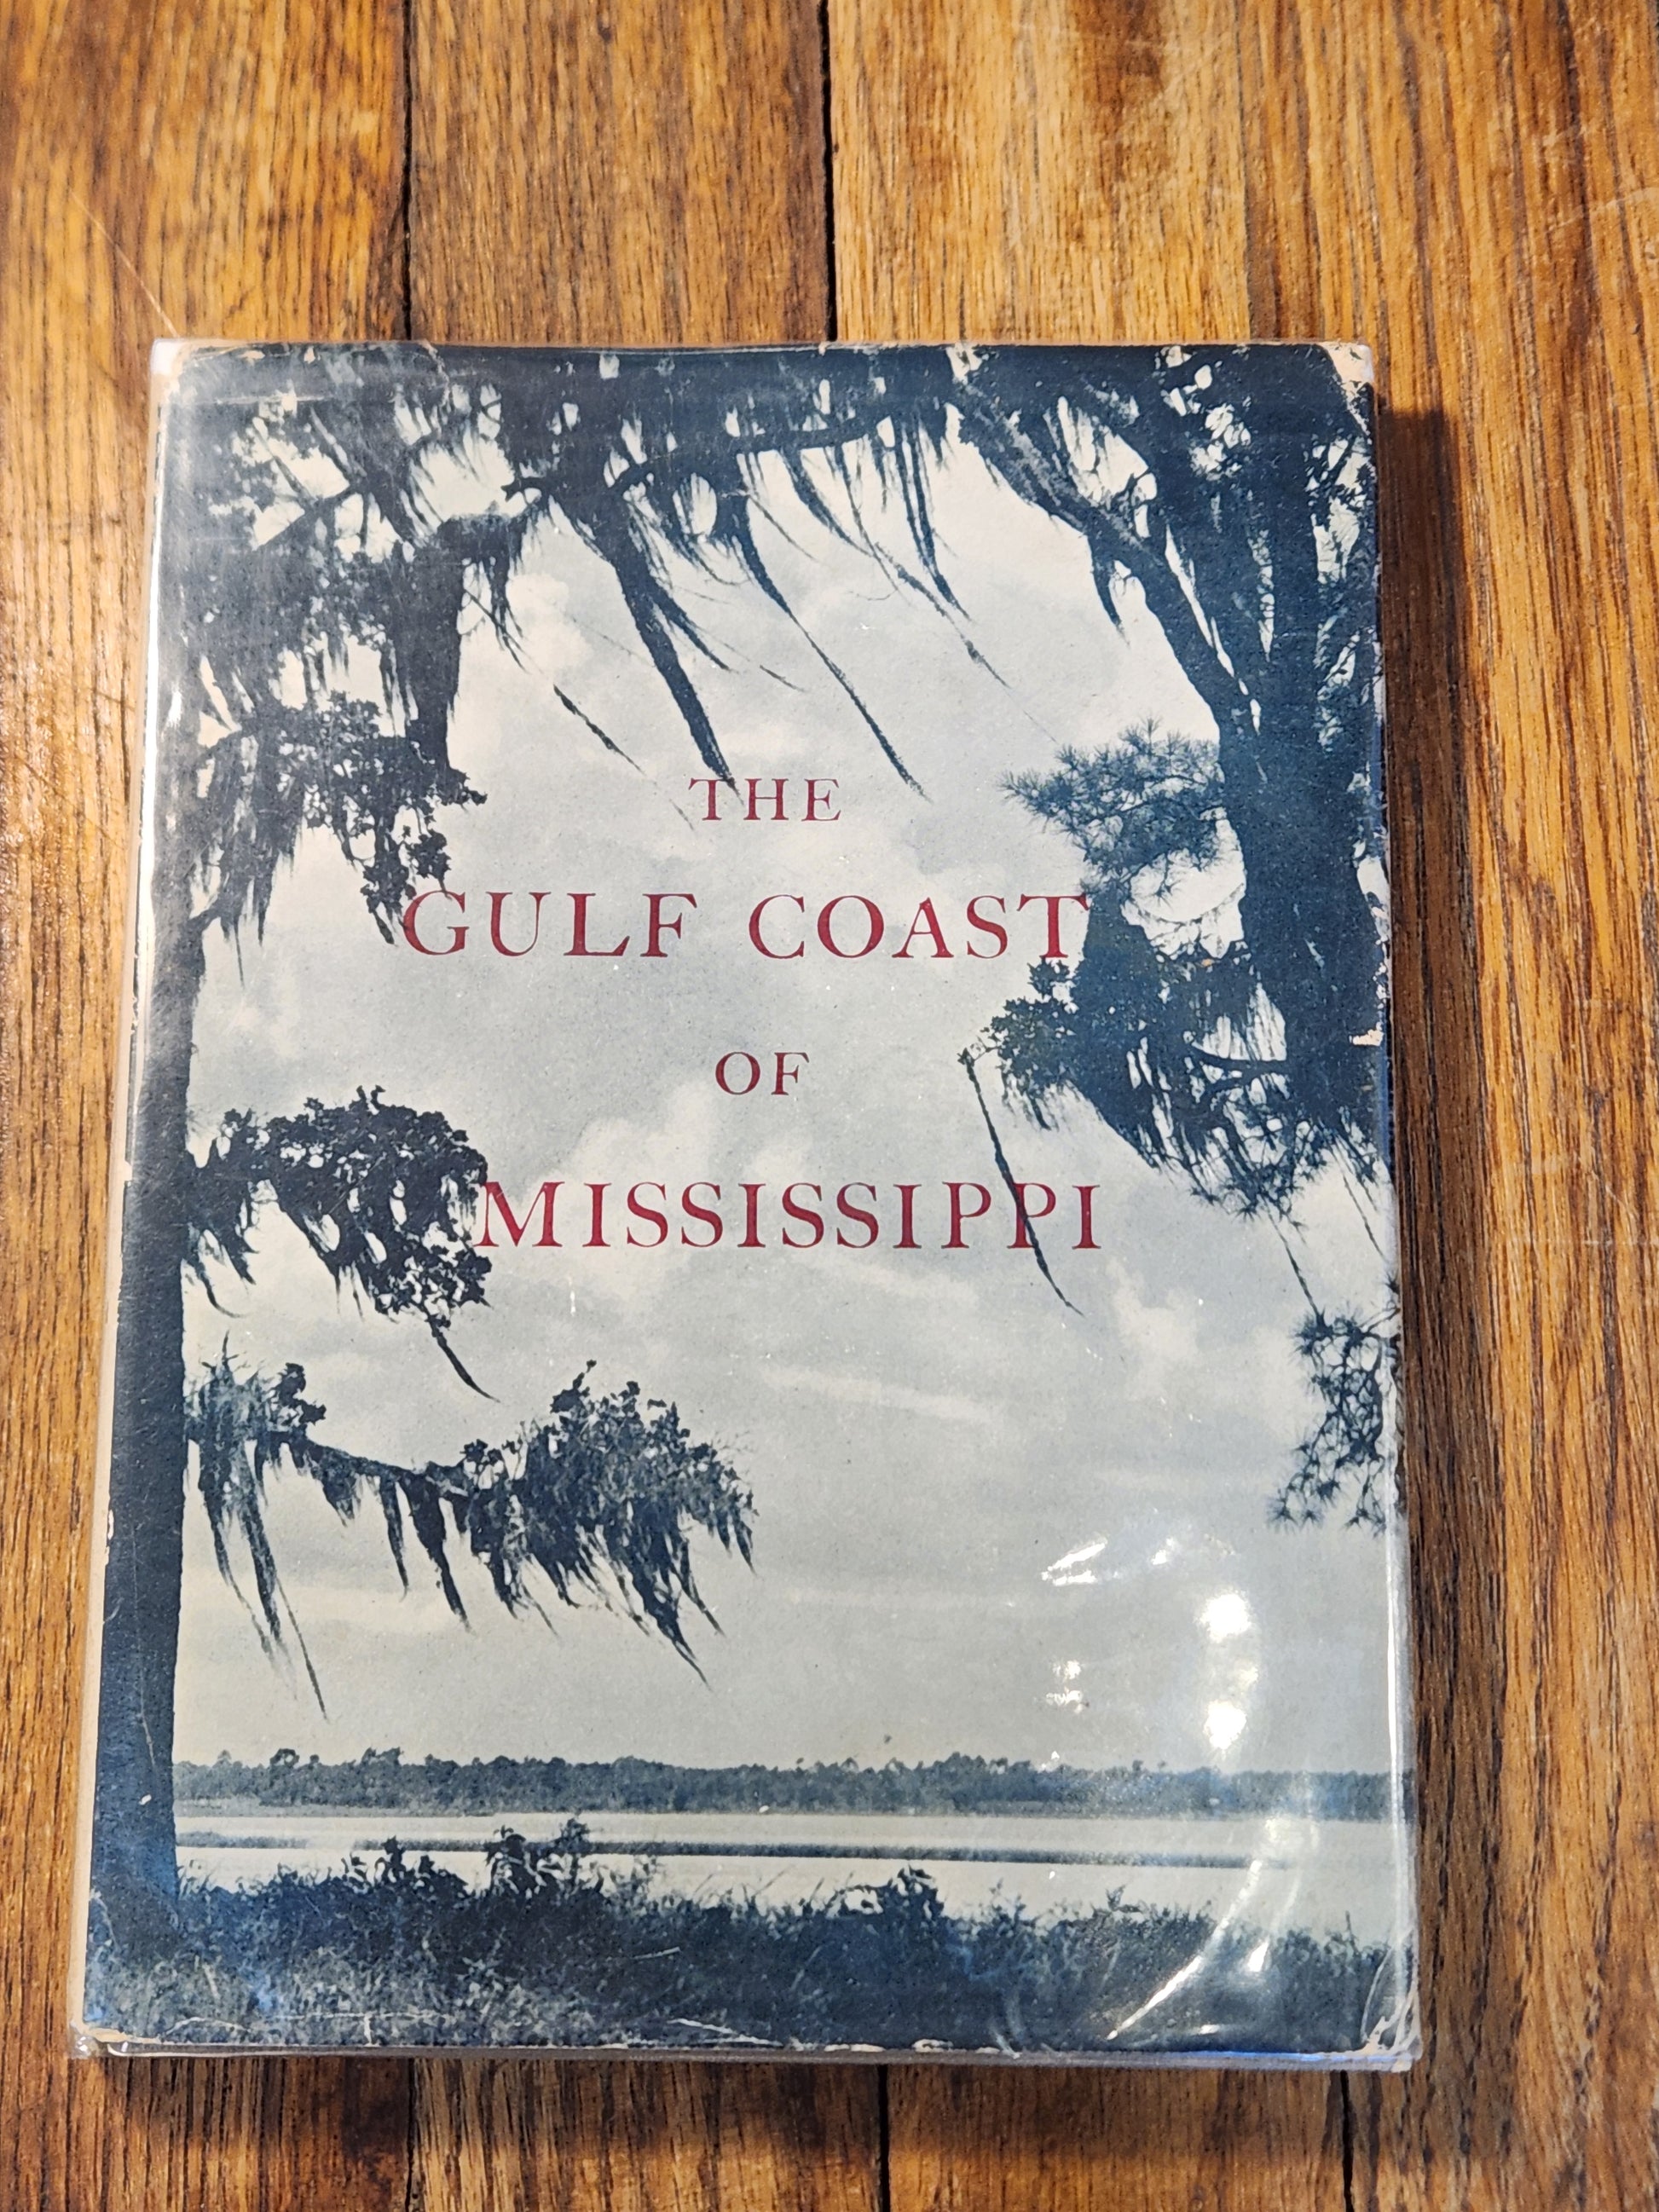 THE
GULF COAST
OF
MISSISSIPPI